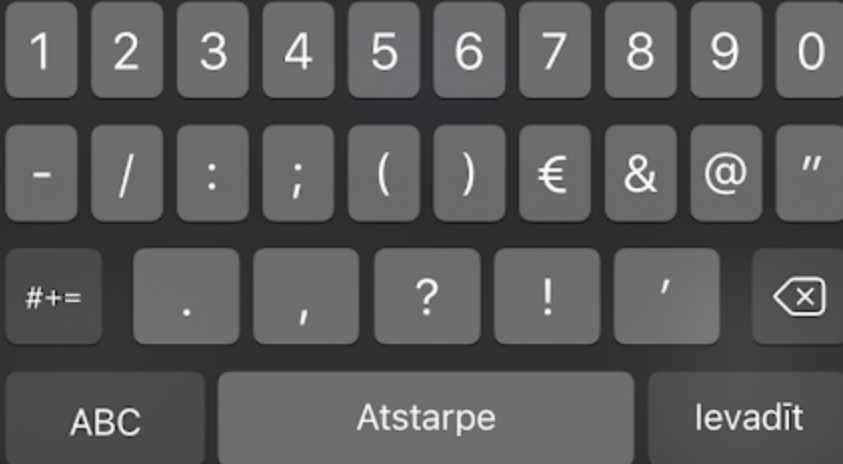 1 2 3 4 5 6 7 8 9 0
- / : ; ( ) € & @ "
#+= . , ? ! ′
ABC Atstarpe Ievadīt